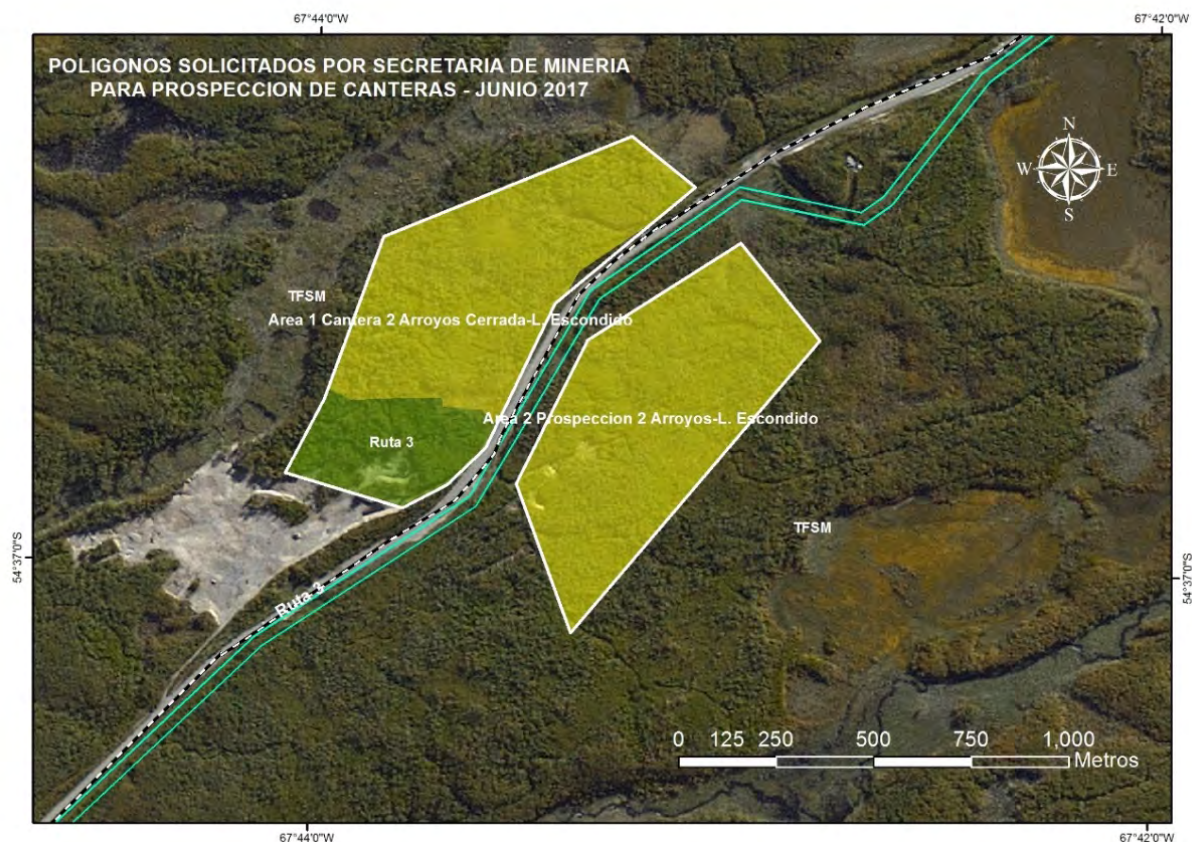 67°44'0"W
67°42'0"W
POLIGONOS SOLICITADOS POR SECRETARIA DE MINERIA
PARA PROSPECCION DE CANTERAS - JUNIO 2017
N
W
E
S
TFSM
Area 1 Cantera 2 Arroyos Cerrada-L. Escondido
Area 2 Prospeccion 2 Arroyos-L. Escondido
Ruta 3
TFSM
54°37'0"S
54°37'0"S
Ruta 3
0 125 250 500 750 1,000
Metros
67°44'0"W
67°42'0"W